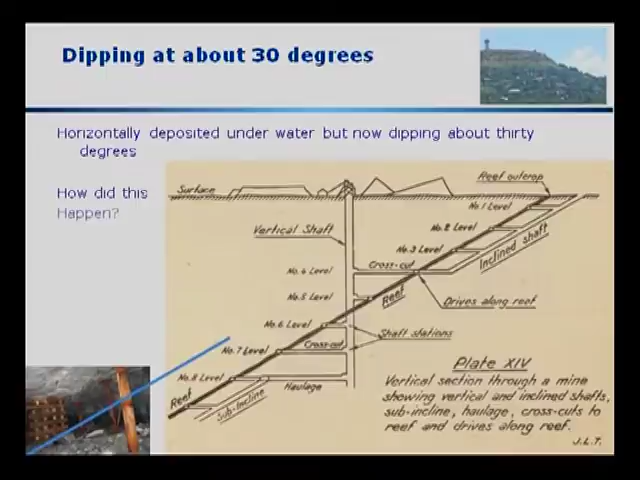 Dipping at about 30 degrees
Horizontally deposited under water but now dipping about thirty
degrees
How did this
Happen?
Surface
Reef outcrop
No.1 Level
No.2 Level
No.3 Level
Inclined shaft
Vertical Shaft
Cross-cut
No.4 Level
No.5 Level
Reef
Drives along reef
No.6 Level
Shaft stations
Cross-cut
No.7 Level
No.8 Level
Haulage
Reef
Sub-incline
Plate XIV
Vertical section through a mine
showing vertical and inclined shafts,
sub-incline, haulage, cross-cuts to
reef and drives along reef.
J.L.T.